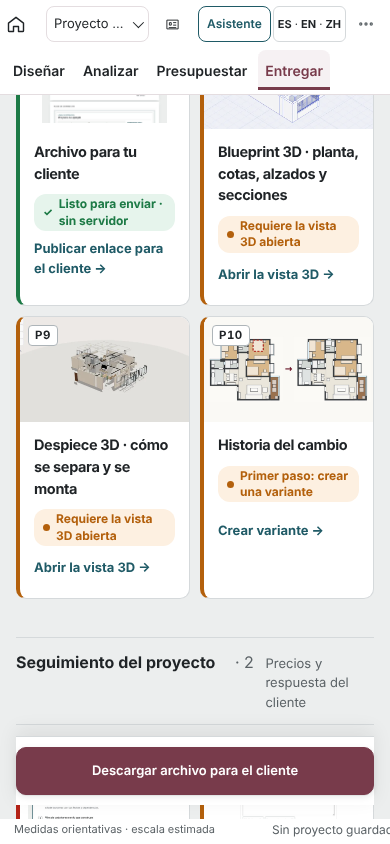 Proyecto ...
Asistente
ES · EN · ZH
Diseñar
Analizar
Presupuestar
Entregar
Archivo para tu
cliente
Listo para enviar ·
sin servidor
Publicar enlace para
el cliente →
Blueprint 3D · planta,
cotas, alzados y
secciones
Requiere la vista
3D abierta
Abrir la vista 3D →
P9
Despiece 3D · cómo
se separa y se
monta
Requiere la vista
3D abierta
Abrir la vista 3D →
P10
Historia del cambio
Primer paso: crear
una variante
Crear variante →
Seguimiento del proyecto
· 2
Precios y
respuesta del
cliente
Descargar archivo para el cliente
Medidas orientativas · escala estimada
Sin proyecto guardad